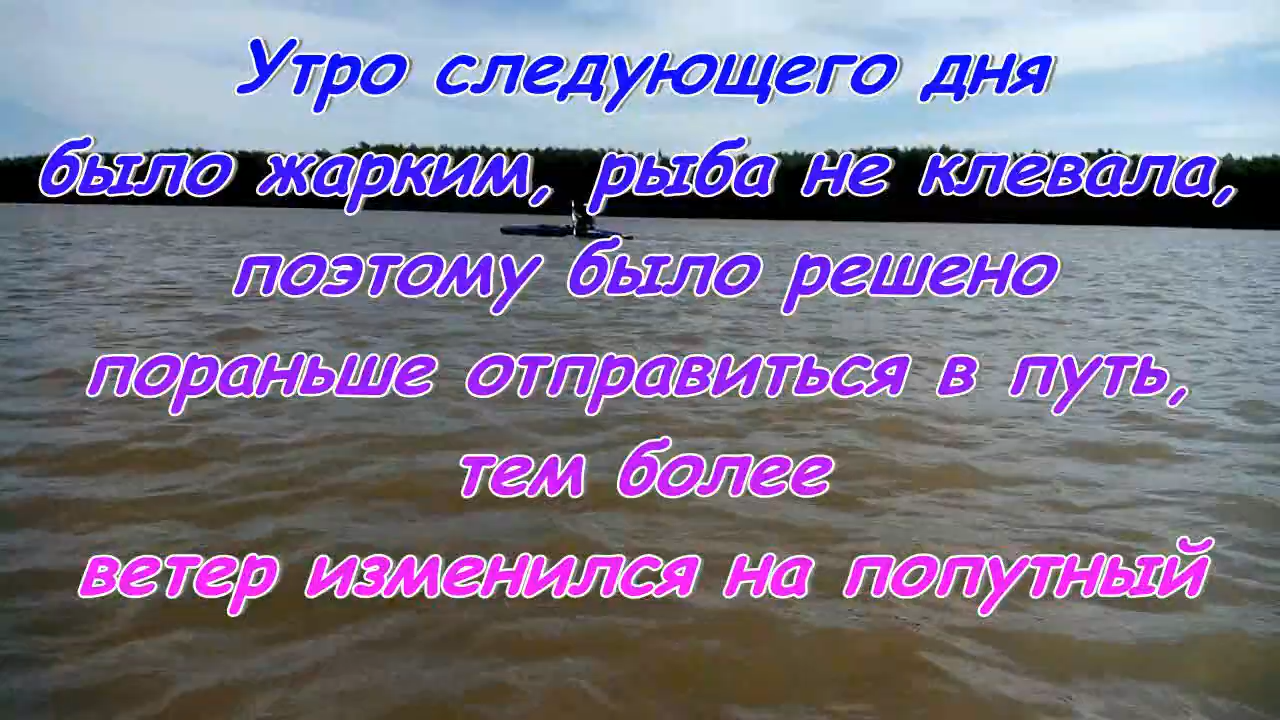 Утро следующего дня
было жарким, рыба не клевала,
поэтому было решено
пораньше отправиться в путь,
тем более
ветер изменился на попутный